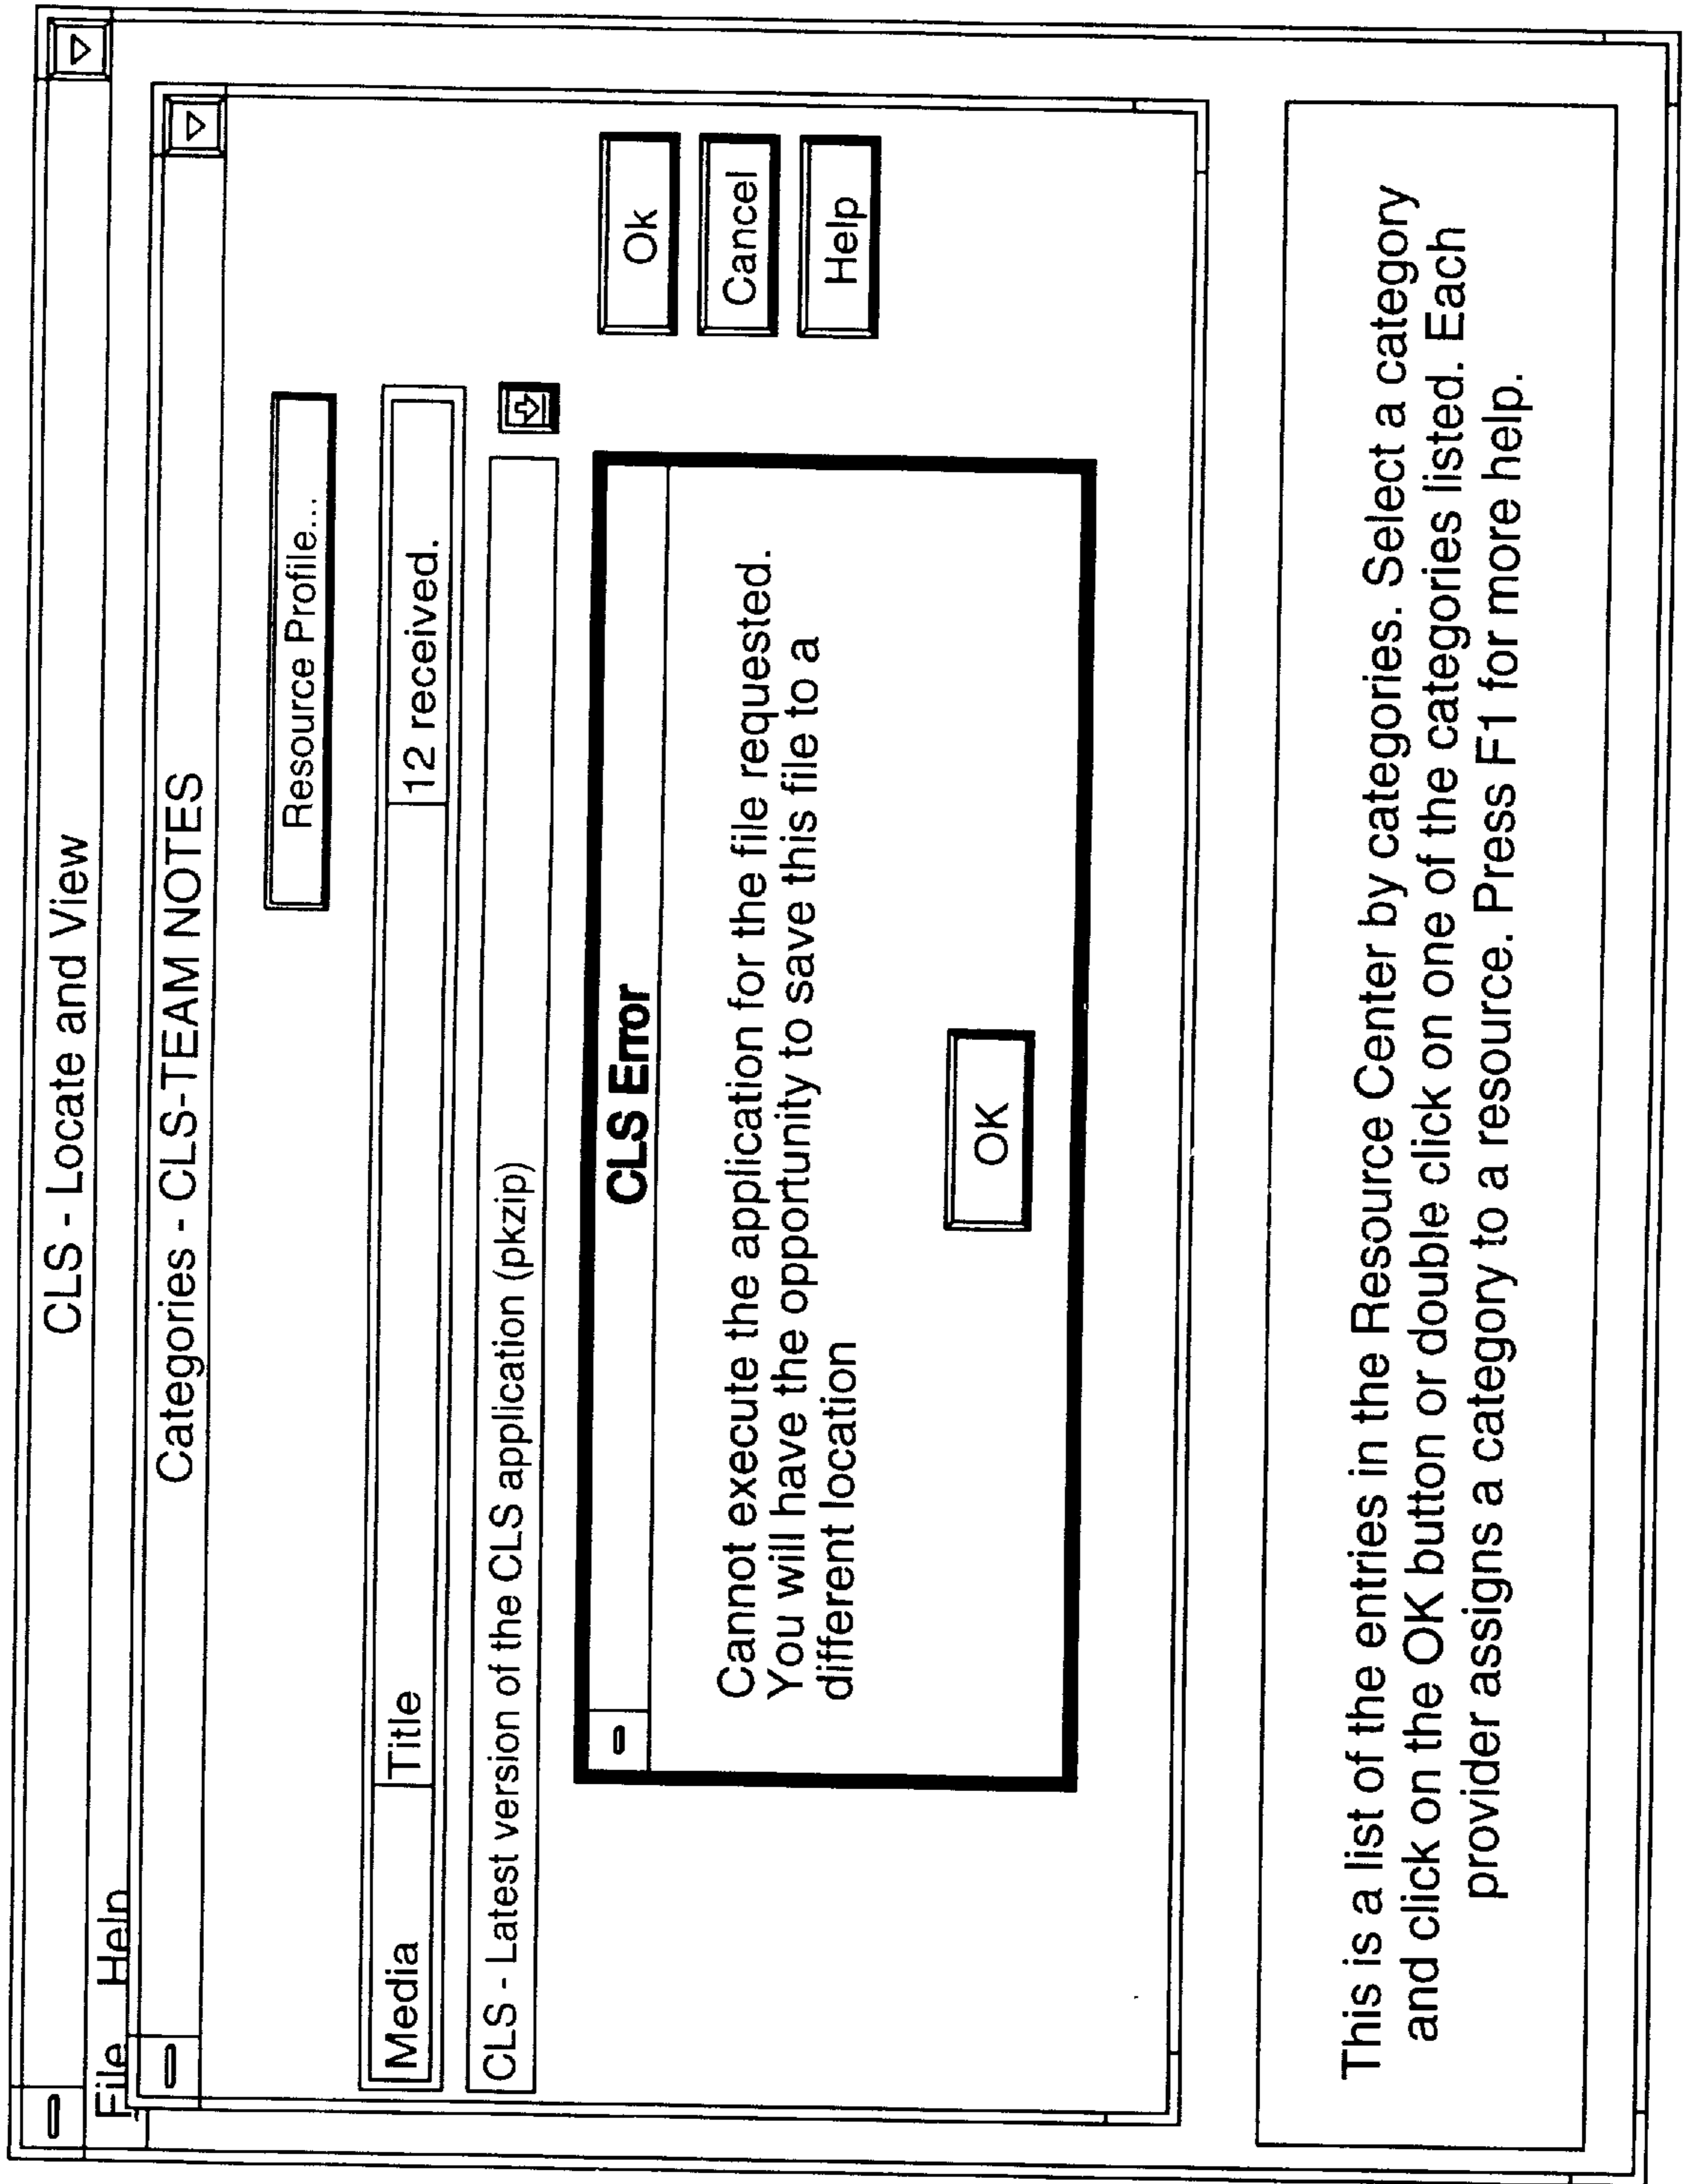 CLS - Locate and View
File Help
Categories - CLS-TEAM NOTES
Resource Profile...
Media Title 12 received.
CLS - Latest version of the CLS application (pkzip)
CLS Error
Cannot execute the application for the file requested.
You will have the opportunity to save this file to a
different location
OK
Ok
Cancel
Help
This is a list of the entries in the Resource Center by categories. Select a category
and click on the OK button or double click on one of the categories listed. Each
provider assigns a category to a resource. Press F1 for more help.